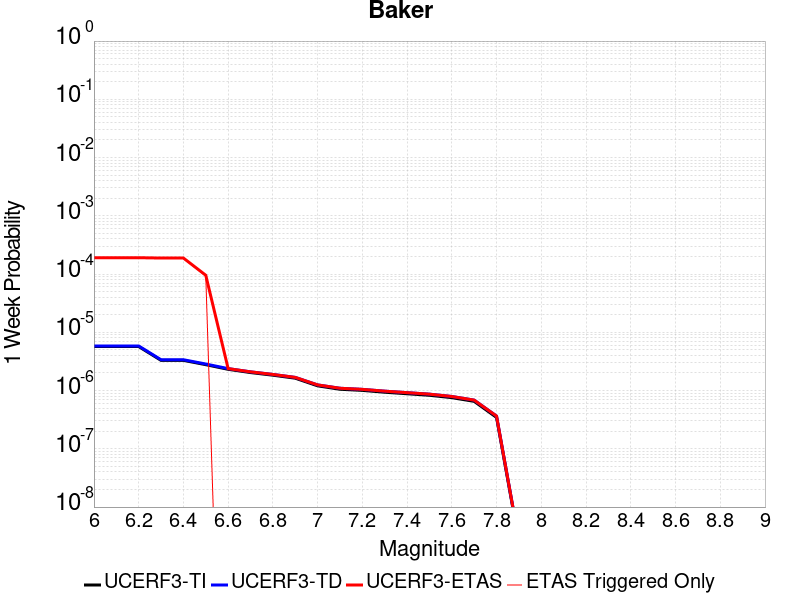 Baker
10 0
10 -1
10 -2
10 -3
10 -4
10 -5
10 -6
10 -7
10 -8
1 Week Probability
6 6.2 6.4 6.6 6.8 7 7.2 7.4 7.6 7.8 8 8.2 8.4 8.6 8.8 9
Magnitude
UCERF3-TI UCERF3-TD UCERF3-ETAS ETAS Triggered Only